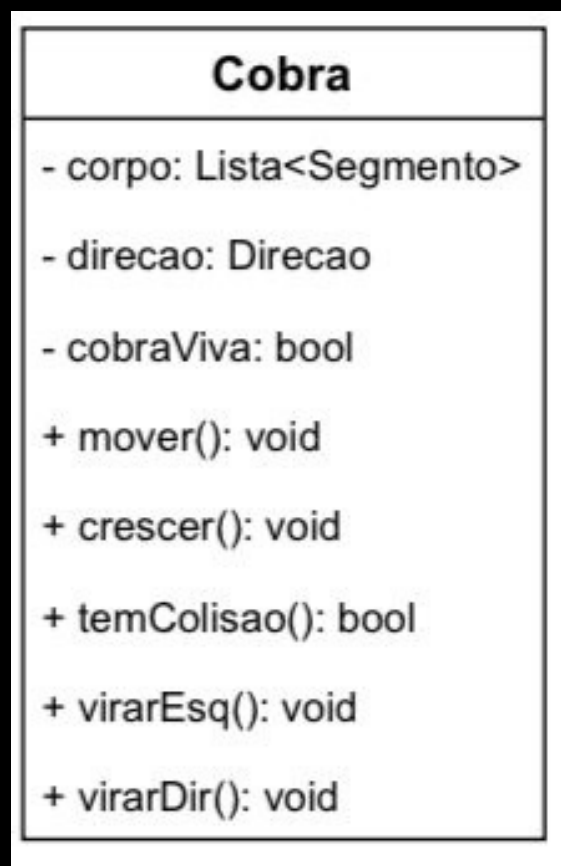 Cobra
- corpo: Lista<Segmento>
- direcao: Direcao
- cobraViva: bool
+ mover(): void
+ crescer(): void
+ temColisao(): bool
+ virarEsq(): void
+ virarDir(): void